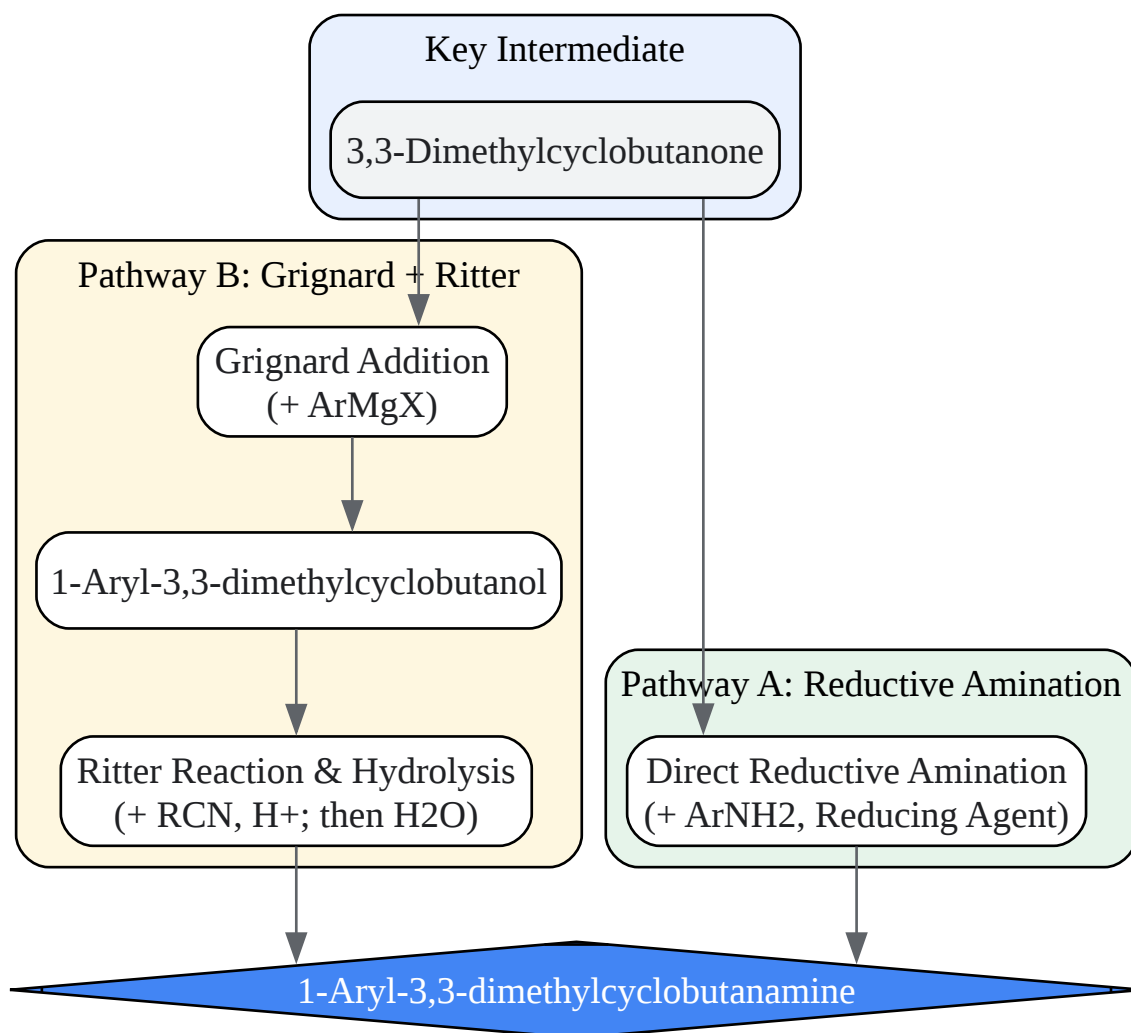 Key Intermediate
3,3-Dimethylcyclobutanone
Pathway B: Grignard + Ritter
Grignard Addition
(+ ArMgX)
1-Aryl-3,3-dimethylcyclobutanol
Ritter Reaction & Hydrolysis
(+ RCN, H+; then H2O)
Pathway A: Reductive Amination
Direct Reductive Amination
(+ ArNH2, Reducing Agent)
1-Aryl-3,3-dimethylcyclobutanamine